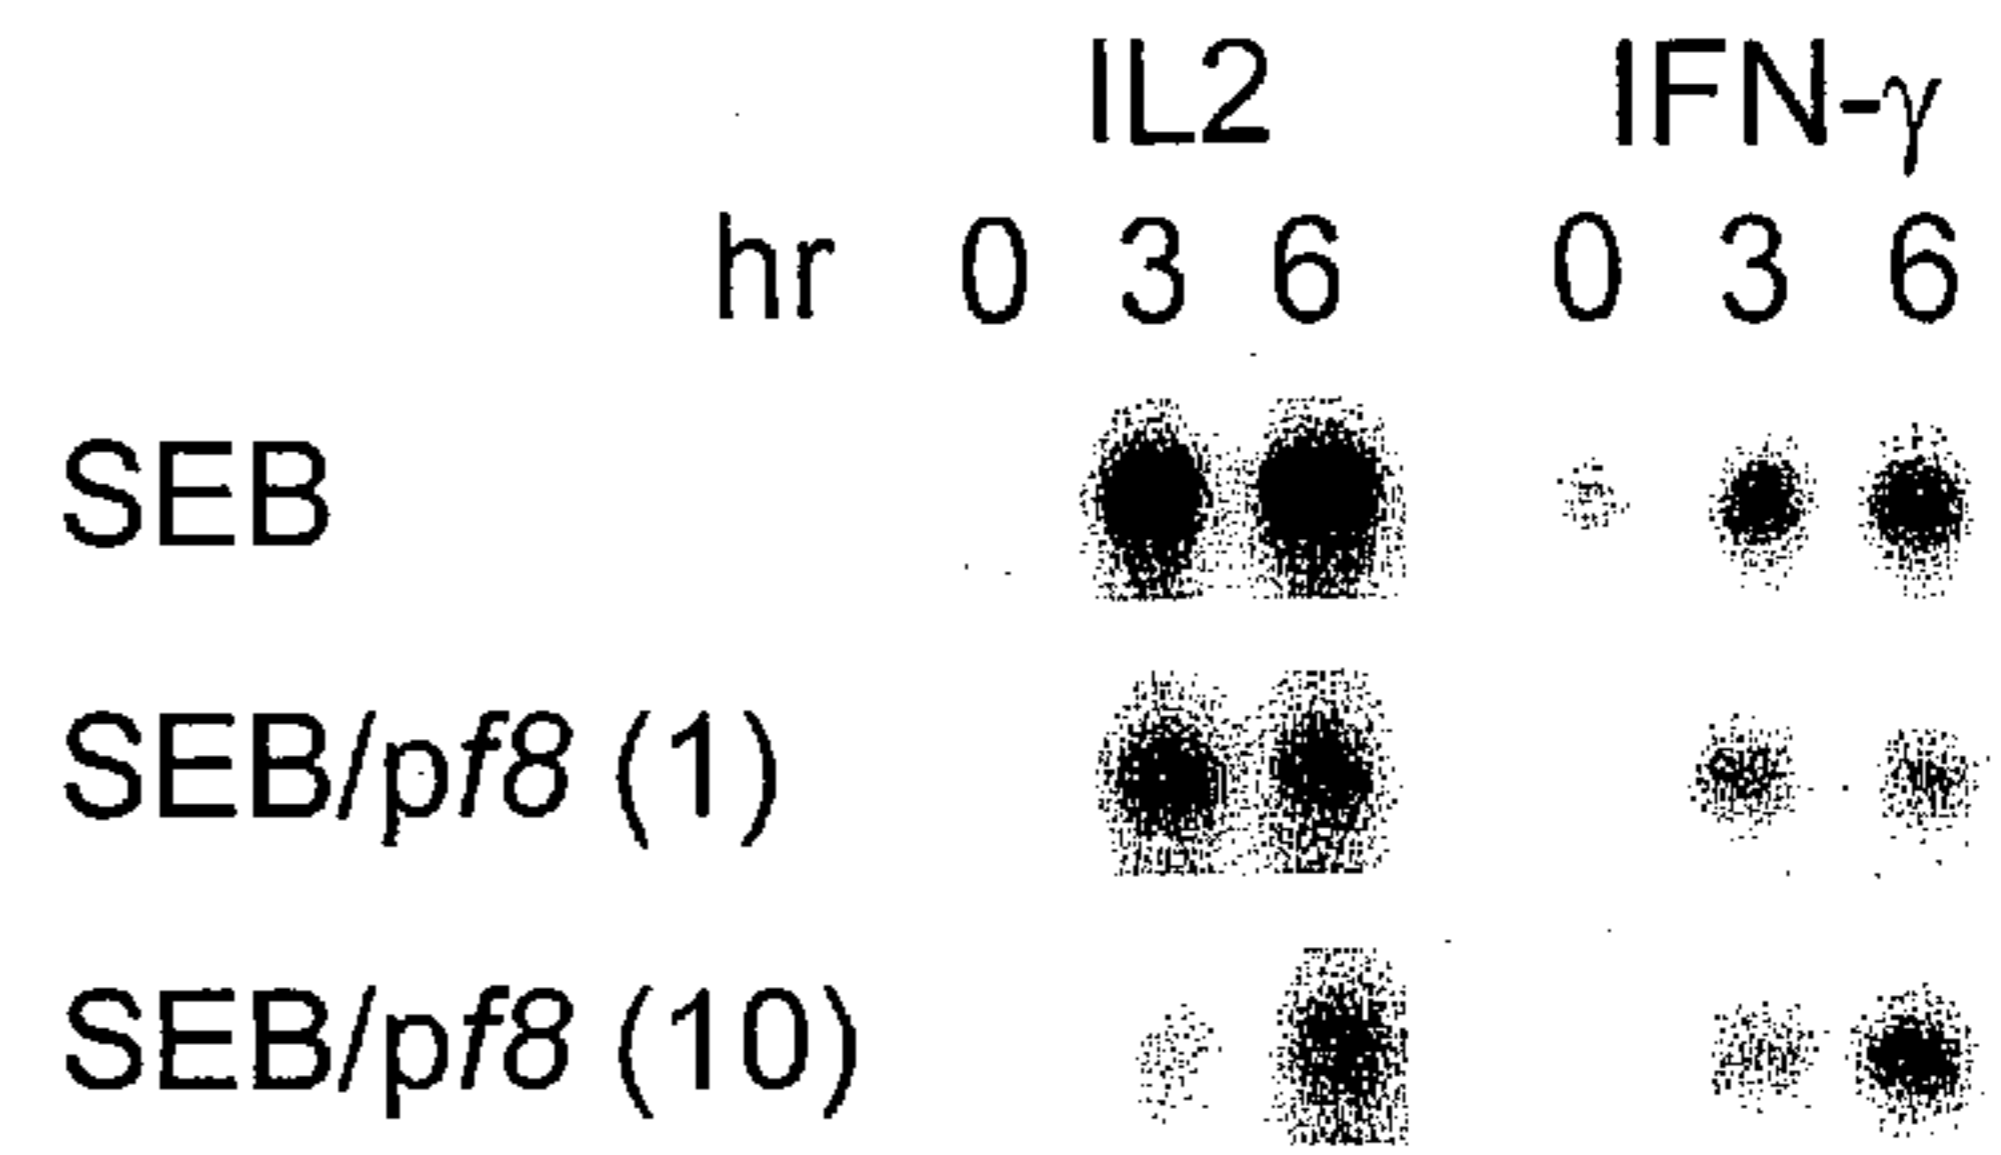 IL2 IFN-γ
hr 0 3 6 0 3 6
SEB
SEB/pf8 (1)
SEB/pf8 (10)